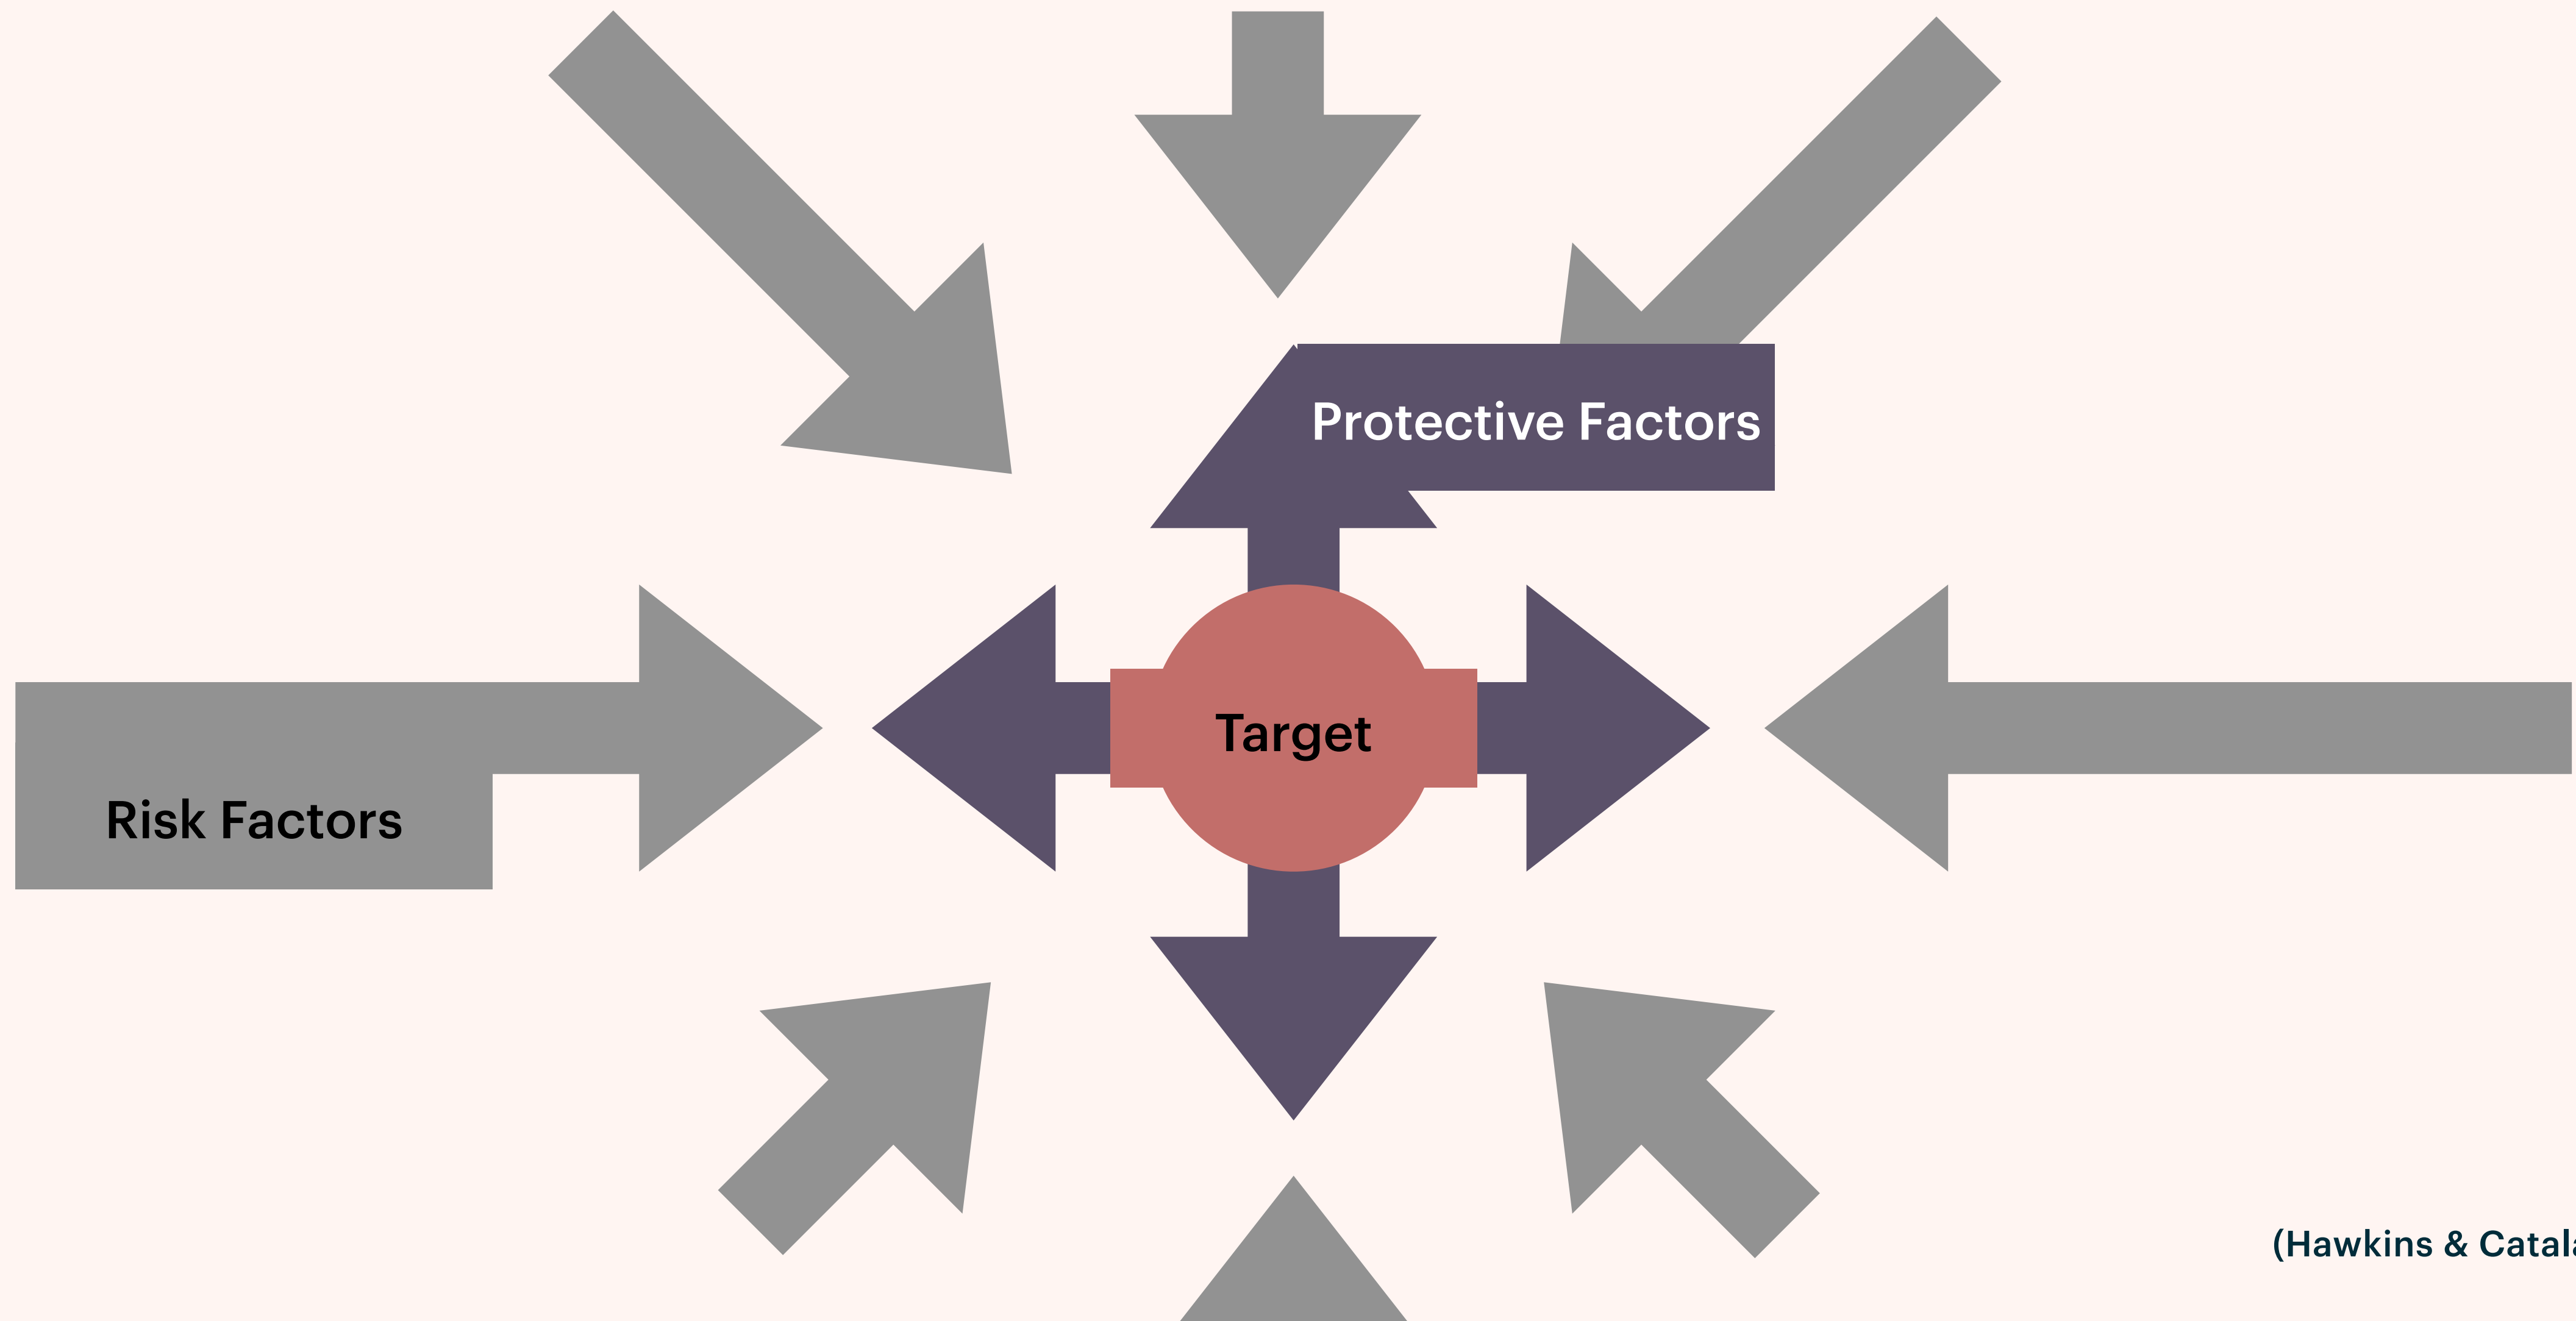 Protective Factors
Target
Risk Factors
(Hawkins &